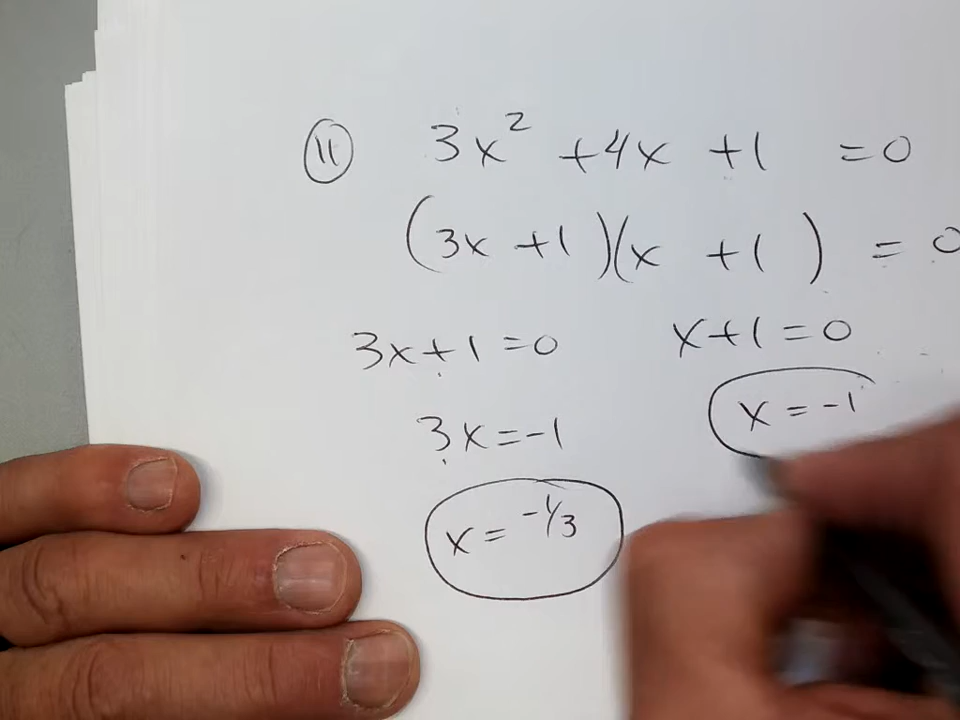 11 3x² +4x +1 =0
(3x +1)(x +1) = 0
3x+1=0 x+1=0
3x=-1 x=-1
x=-1/3